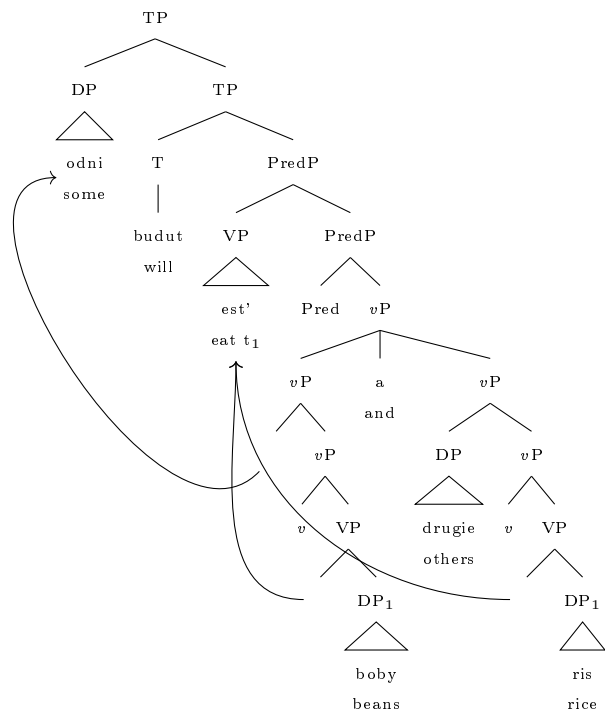 TP
DP TP
odni T PredP
some
budut VP PredP
will
est' Pred vP
eat t₁
vP a vP
and
vP DP vP
v VP drugie v VP
others
DP₁ DP₁
boby ris
beans rice